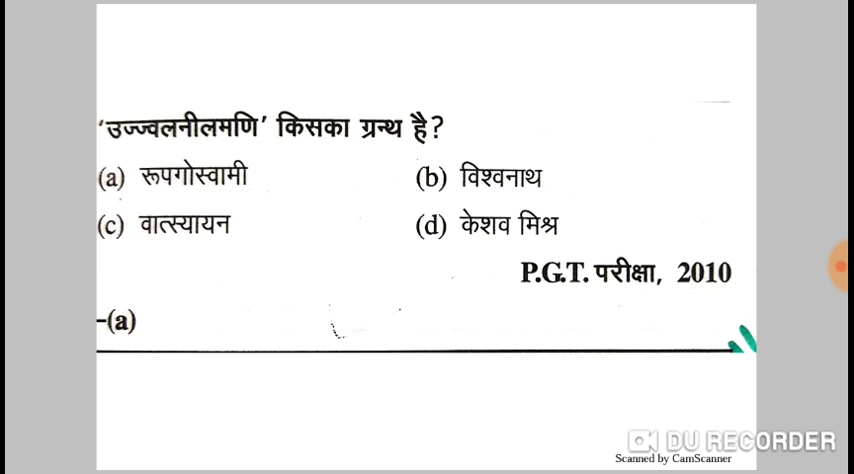 'उज्ज्वलनीलमणि' किसका ग्रन्थ है?
(a) रूपगोस्वामी (b) विश्वनाथ
(c) वात्स्यायन (d) केशव मिश्र
P.G.T. परीक्षा, 2010
-(a)
DU RECORDER
Scanned by CamScanner